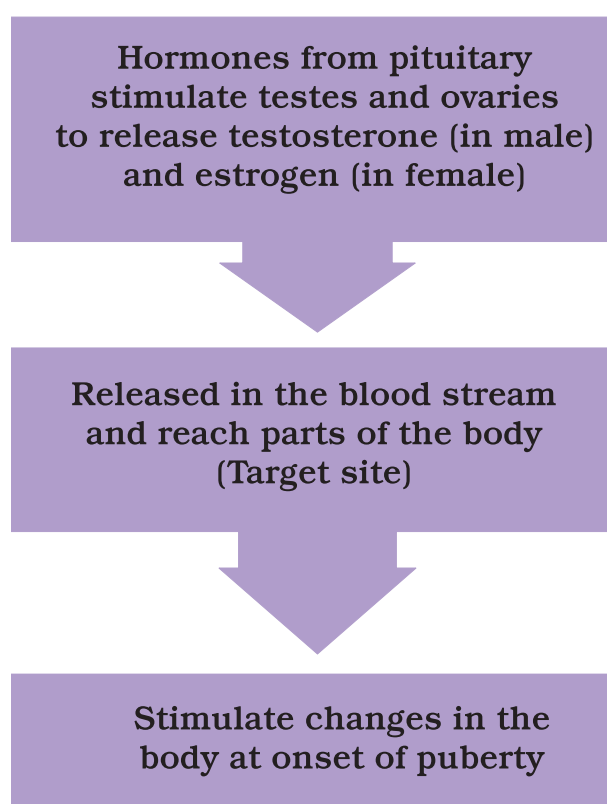 Hormones from pituitary
stimulate testes and ovaries
to release testosterone (in male)
and estrogen (in female)
Released in the blood stream
and reach parts of the body
(Target site)
Stimulate changes in the
body at onset of puberty